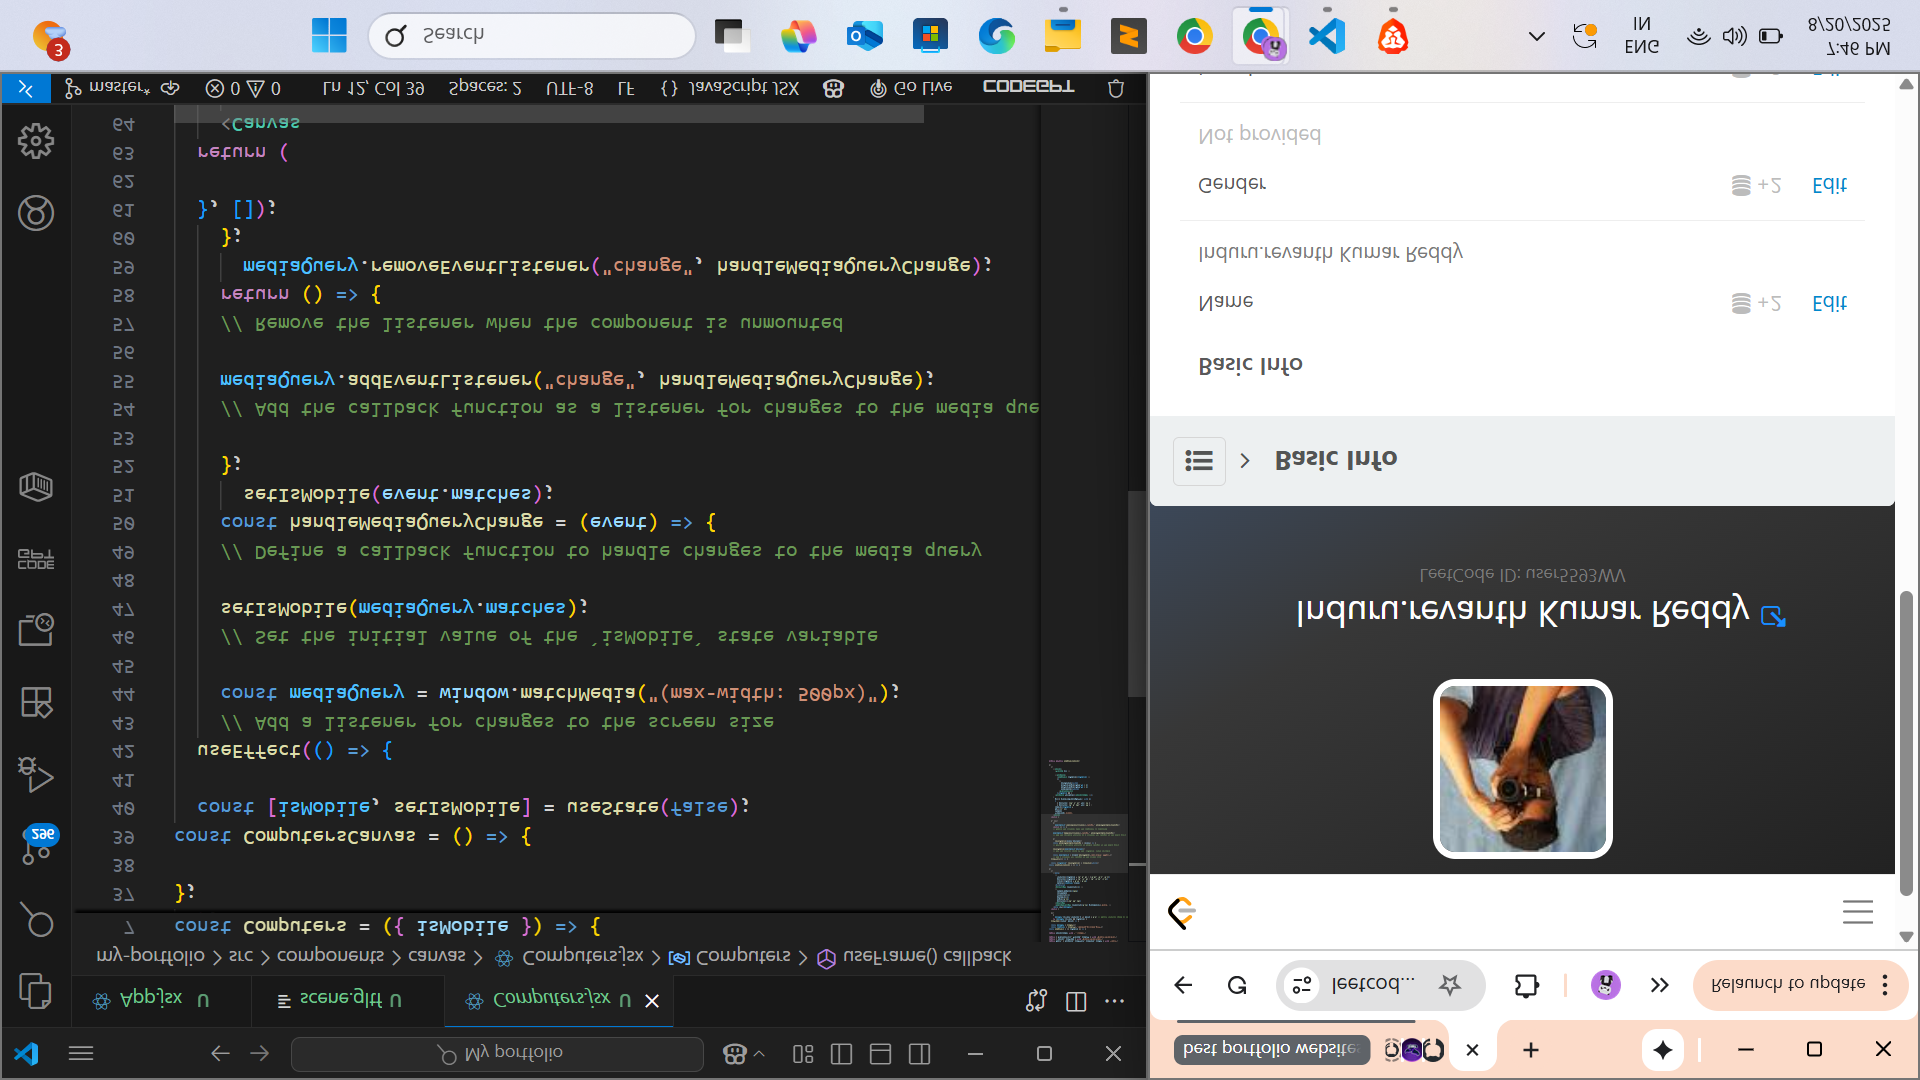 My portfolio
App.jsx U
scene.gltf U
Computers.jsx U
my-portfolio > src > components > canvas > Computers.jsx > Computers > useFrame() callback
7 const Computers = ({ isMobile }) => {
37 };
38
39 const ComputersCanvas = () => {
40 const [isMobile, setIsMobile] = useState(false);
41
42 useEffect(() => {
43 // Add a listener for changes to the screen size
44 const mediaQuery = window.matchMedia("(max-width: 500px)");
45
46 // Set the initial value of the `isMobile` state variable
47 setIsMobile(mediaQuery.matches);
48
49 // Define a callback function to handle changes to the media query
50 const handleMediaQueryChange = (event) => {
51 setIsMobile(event.matches);
52 };
53
54 // Add the callback function as a listener for changes to the media que
55 mediaQuery.addEventListener("change", handleMediaQueryChange);
56
57 // Remove the listener when the component is unmounted
58 return () => {
59 mediaQuery.removeEventListener("change", handleMediaQueryChange);
60 };
61 }, []);
62
63 return (
64 <Canvas
296
GPT
CODE
master* 0 0 Ln 12, Col 39 Spaces: 2 UTF-8 LF {} JavaScript JSX Go Live CODEGPT
best portfolio website
leetcod...
Relaunch to update
Induru.revanth Kumar Reddy
LeetCode ID: user5593WV
Basic Info
Basic Info
Name +2 Edit
Induru.revanth Kumar Reddy
Gender +2 Edit
Not provided
3
Search
ENG
IN
7:46 PM
8/20/2025